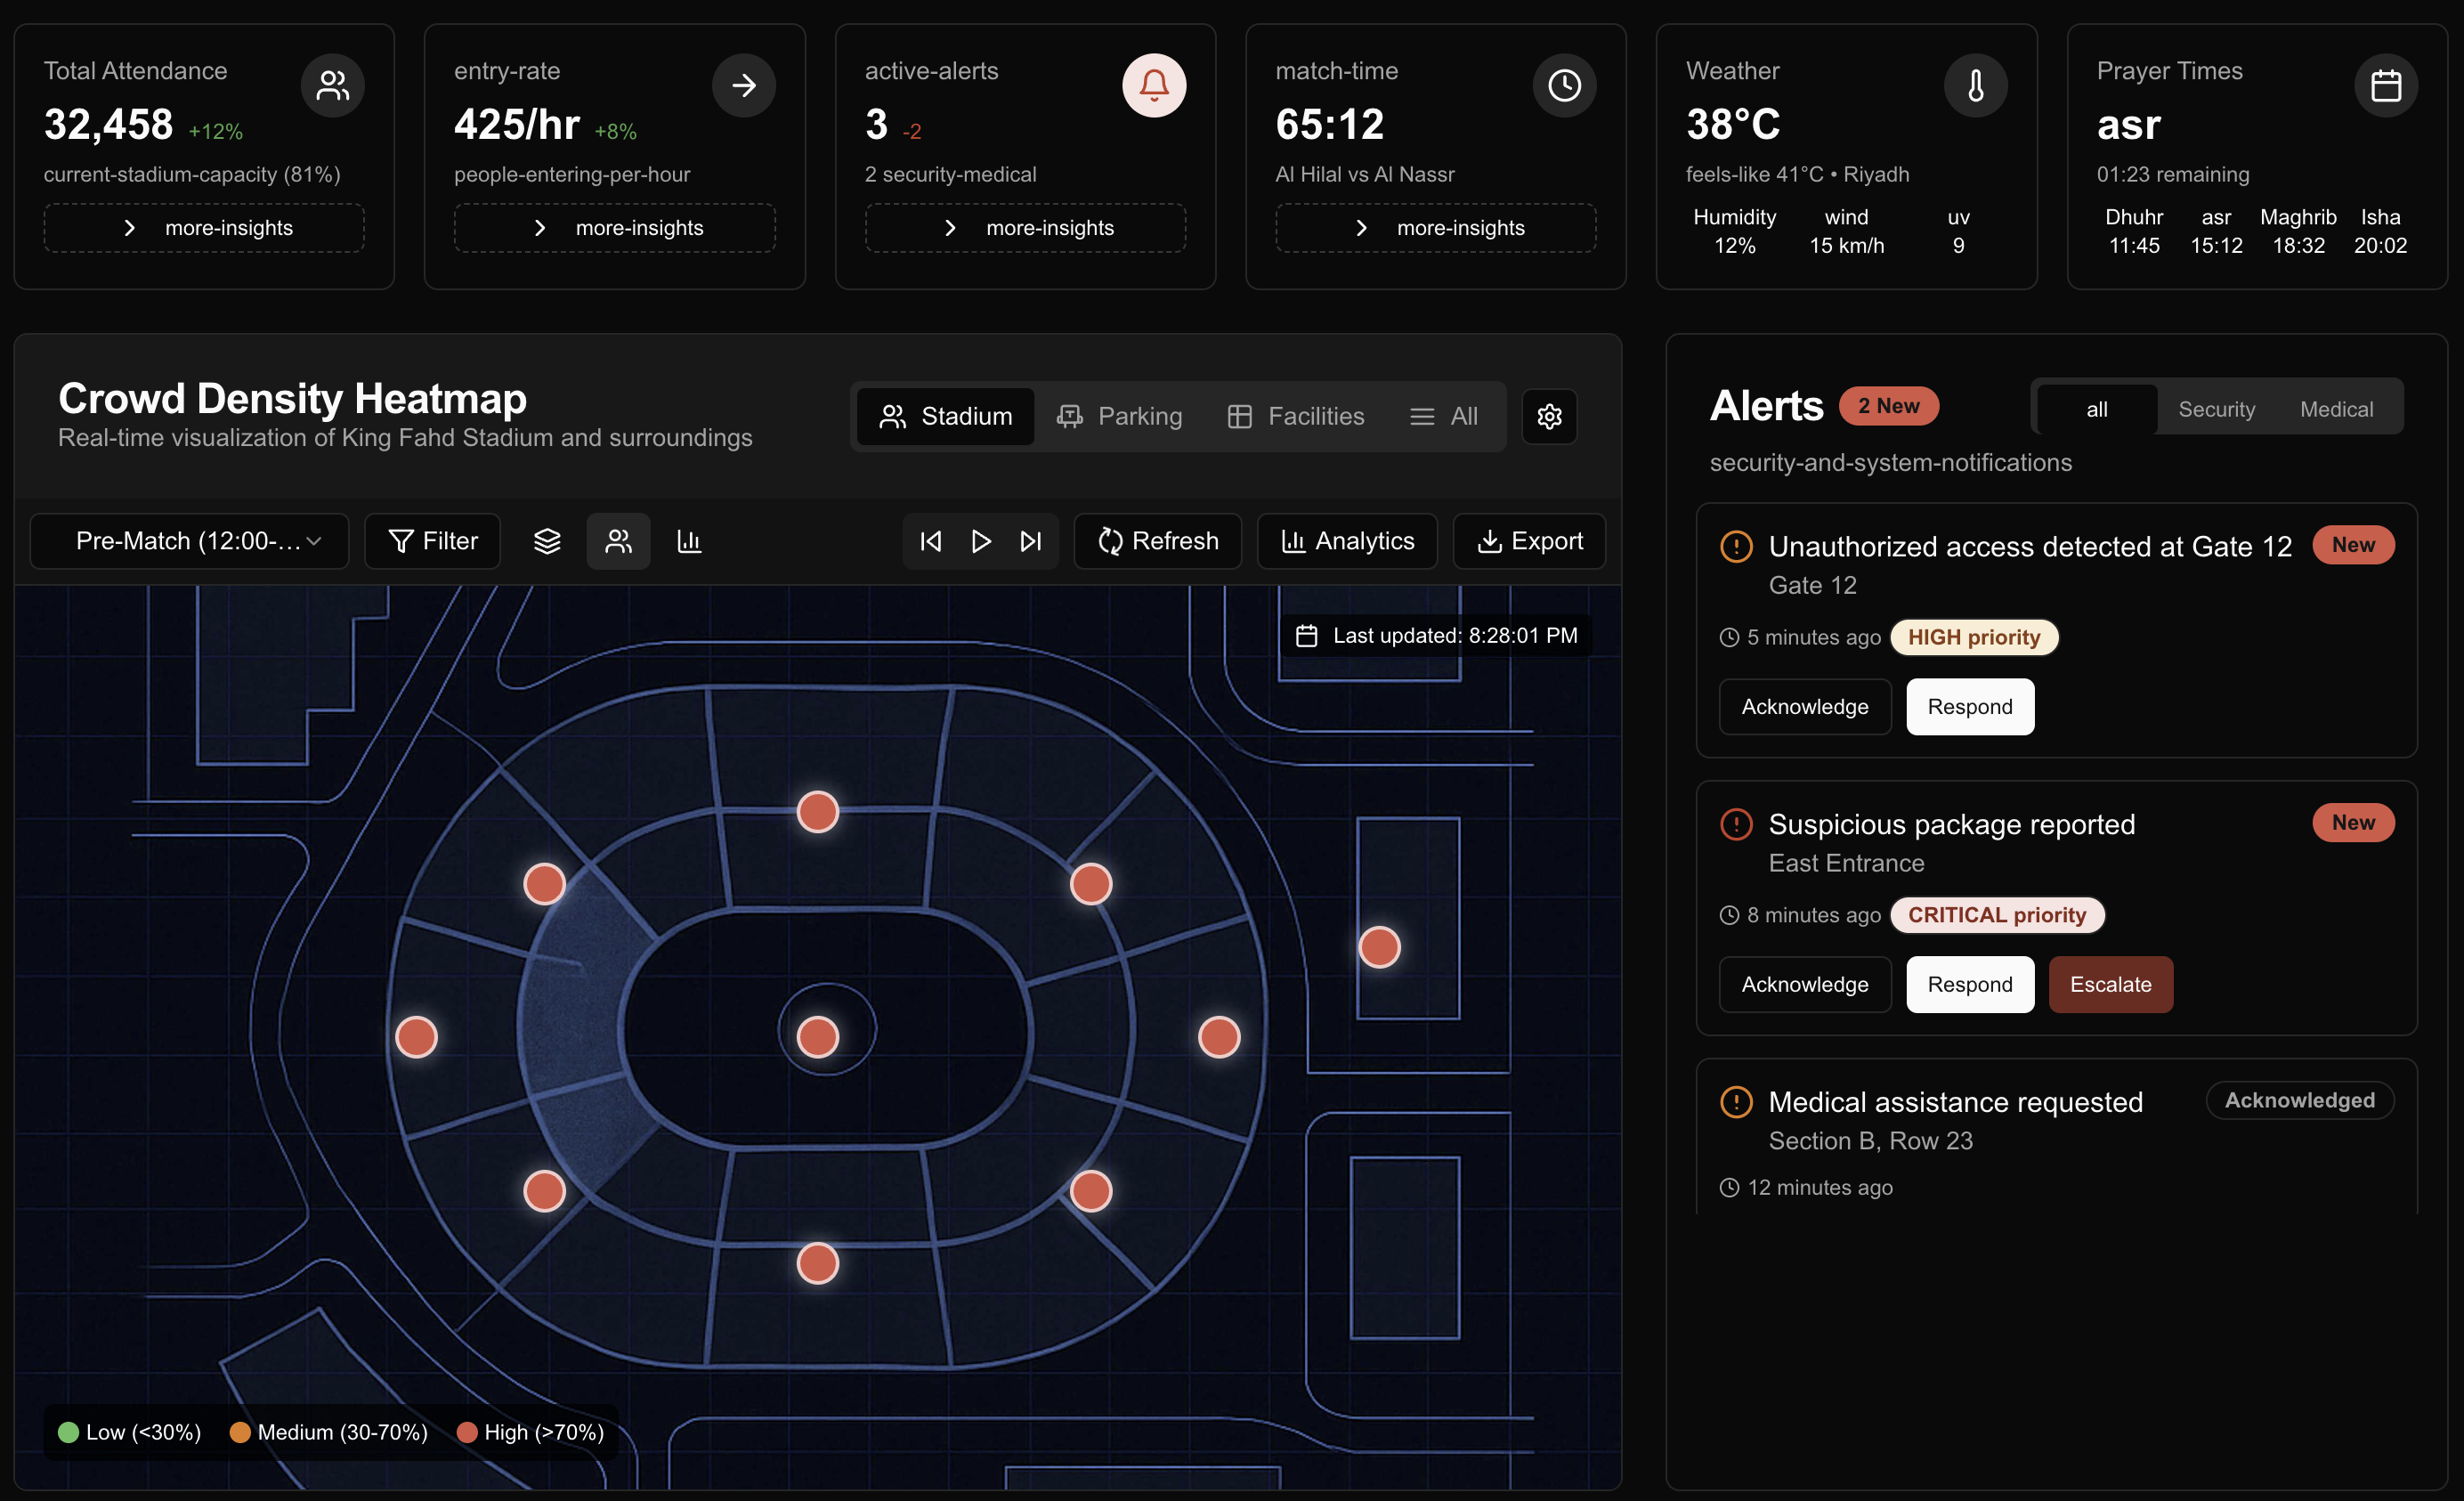 Total Attendance
32,458 +12%
current-stadium-capacity (81%)
more-insights
entry-rate
425/hr +8%
people-entering-per-hour
more-insights
active-alerts
3 -2
2 security-medical
more-insights
match-time
65:12
Al Hilal vs Al Nassr
more-insights
Weather
38°C
feels-like 41°C • Riyadh
Humidity wind uv
12% 15 km/h 9
Prayer Times
asr
01:23 remaining
Dhuhr asr Maghrib Isha
11:45 15:12 18:32 20:02
Crowd Density Heatmap
Real-time visualization of King Fahd Stadium and surroundings
Stadium Parking Facilities All
Pre-Match (12:00-... Filter Refresh Analytics Export
Last updated: 8:28:01 PM
Low (<30%) Medium (30-70%) High (>70%)
Alerts 2 New all Security Medical
security-and-system-notifications
Unauthorized access detected at Gate 12 New
Gate 12
5 minutes ago HIGH priority
Acknowledge Respond
Suspicious package reported New
East Entrance
8 minutes ago CRITICAL priority
Acknowledge Respond Escalate
Medical assistance requested Acknowledged
Section B, Row 23
12 minutes ago